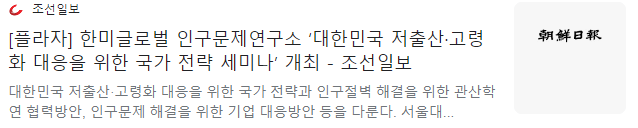 조선일보
[플라자] 한미글로벌 인구문제연구소 ‘대한민국 저출산·고령
화 대응을 위한 국가 전략 세미나’ 개최 - 조선일보
대한민국 저출산·고령화 대응을 위한 국가 전략과 인구절벽 해결을 위한 관산학
연 협력방안, 인구문제 해결을 위한 기업 대응방안 등을 다룬다. 서울대...
朝鮮日報